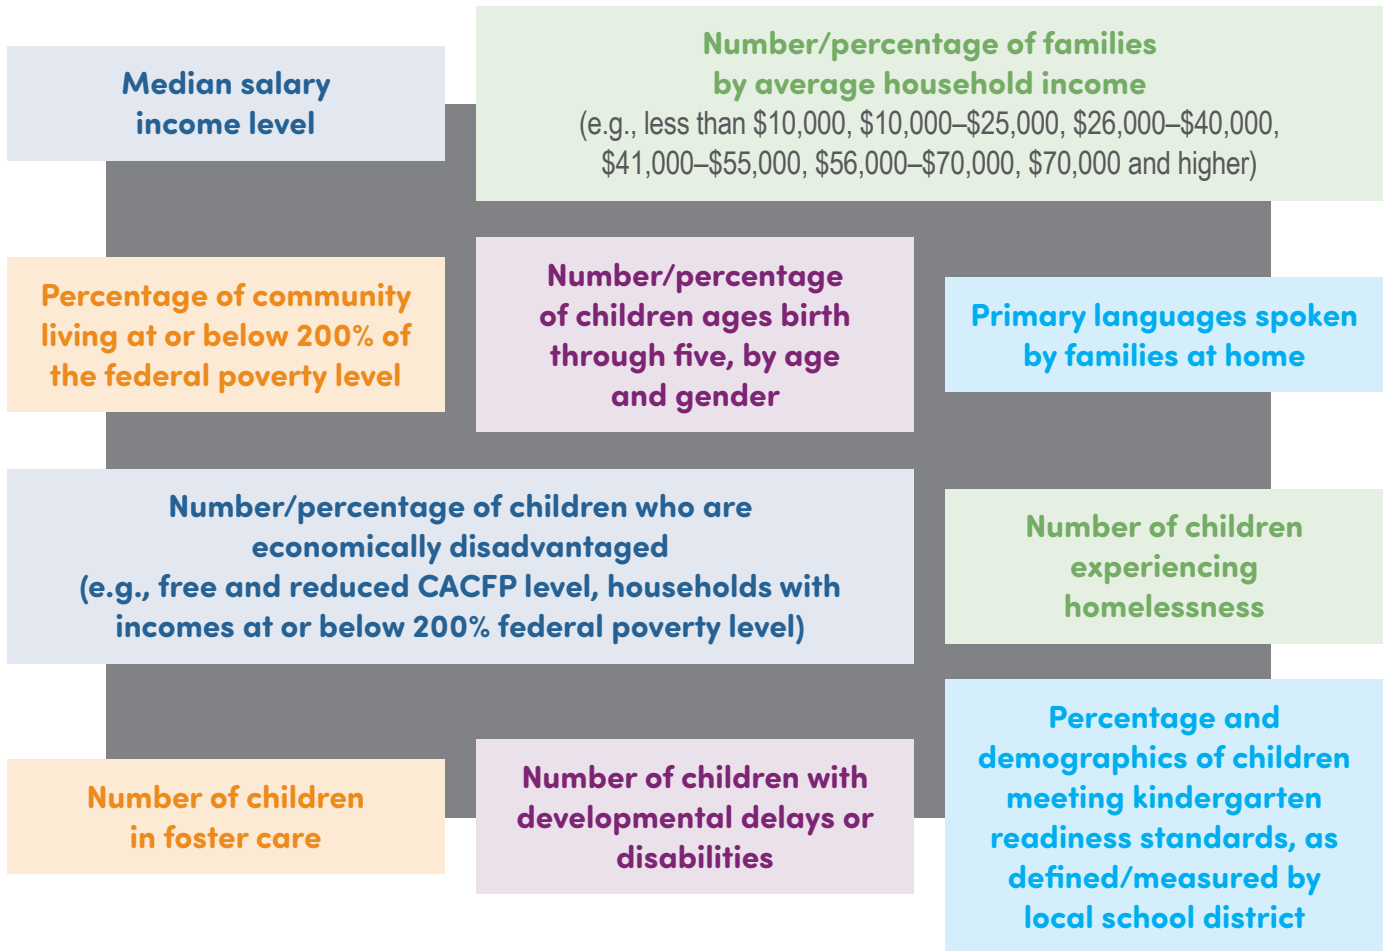 Median salary
income level
Number/percentage of families
by average household income
(e.g., less than $10,000, $10,000–$25,000, $26,000–$40,000,
$41,000–$55,000, $56,000–$70,000, $70,000 and higher)
Percentage of community
living at or below 200% of
the federal poverty level
Number/percentage
of children ages birth
through five, by age
and gender
Primary languages spoken
by families at home
Number/percentage of children who are
economically disadvantaged
(e.g., free and reduced CACFP level, households with
incomes at or below 200% federal poverty level)
Number of children
experiencing
homelessness
Number of children
in foster care
Number of children with
developmental delays or
disabilities
Percentage and
demographics of children
meeting kindergarten
readiness standards, as
defined/measured by
local school district